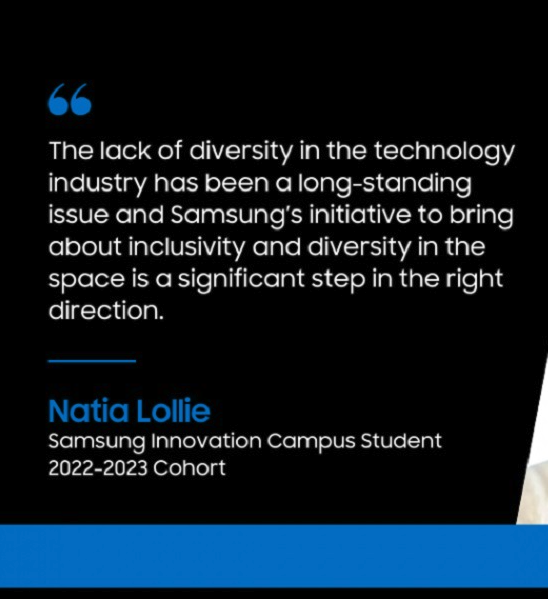 “
The lack of diversity in the technology
industry has been a long-standing
issue and Samsung’s initiative to bring
about inclusivity and diversity in the
space is a significant step in the right
direction.
Natia Lollie
Samsung Innovation Campus Student
2022-2023 Cohort